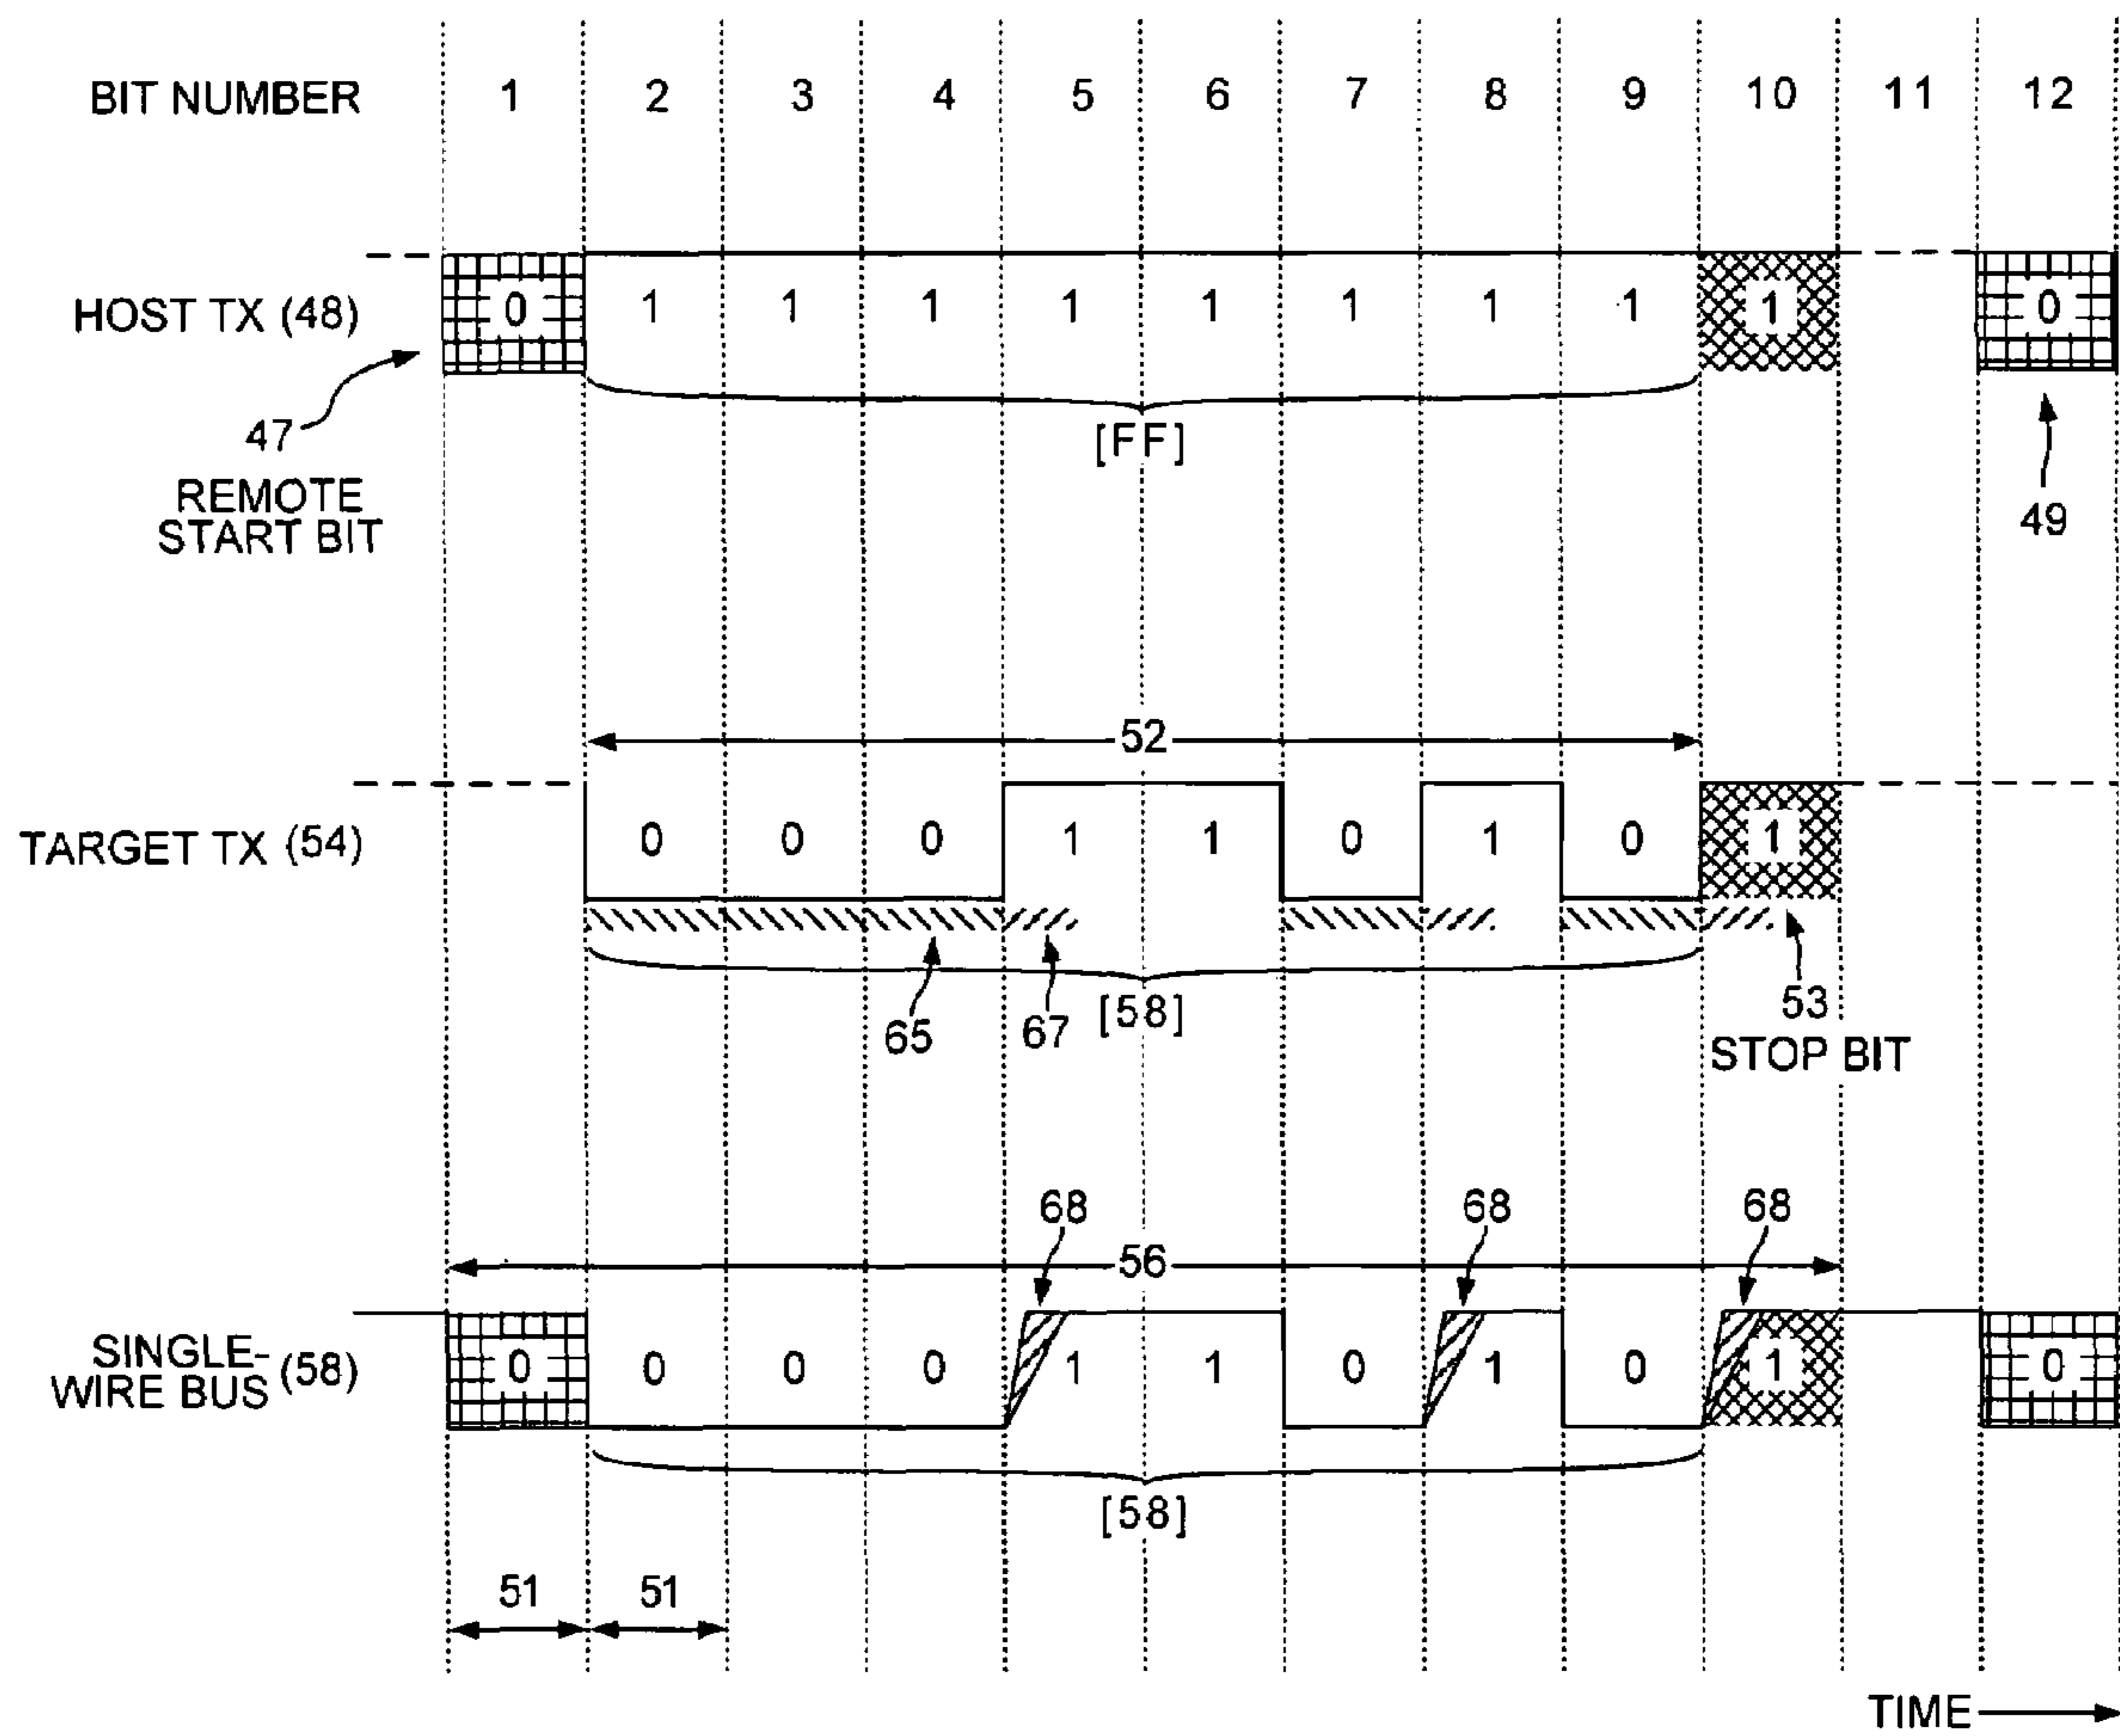 BIT NUMBER 1 2 3 4 5 6 7 8 9 10 11 12
HOST TX (48) 0 1 1 1 1 1 1 1 1 1 0
47
REMOTE
START BIT
[FF]
49
52
TARGET TX (54) 0 0 0 1 1 0 1 0 1
65
67
[58]
53
STOP BIT
68 68 68
56
SINGLE-
WIRE BUS (58) 0 0 0 0 1 1 0 1 0 1 0
[58]
51 51
TIME